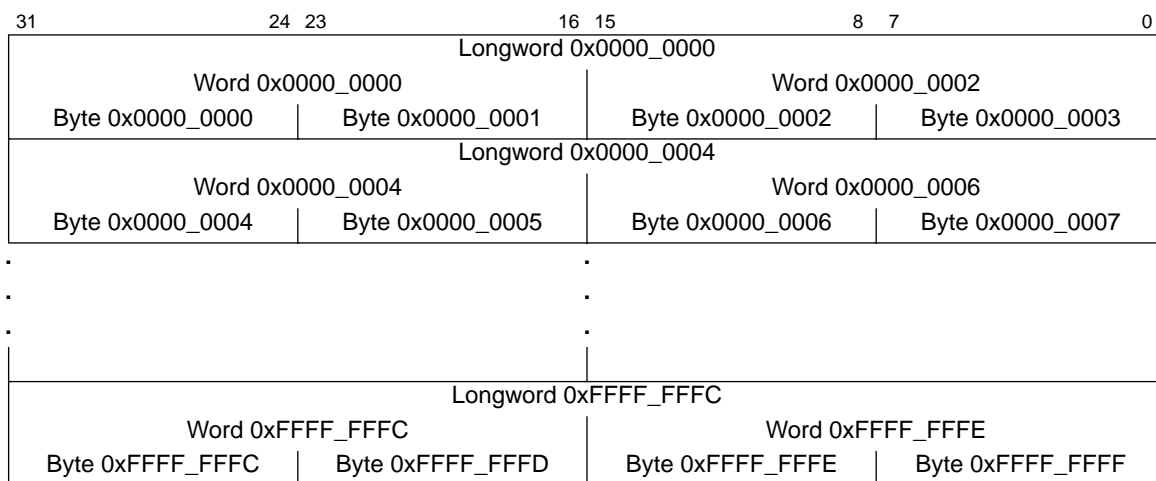 31 24 23 16 15 8 7 0
Longword 0x0000_0000
Word 0x0000_0000 Word 0x0000_0002
Byte 0x0000_0000 Byte 0x0000_0001 Byte 0x0000_0002 Byte 0x0000_0003
Longword 0x0000_0004
Word 0x0000_0004 Word 0x0000_0006
Byte 0x0000_0004 Byte 0x0000_0005 Byte 0x0000_0006 Byte 0x0000_0007
. .
. .
. .
Longword 0xFFFF_FFFC
Word 0xFFFF_FFFC Word 0xFFFF_FFFE
Byte 0xFFFF_FFFC Byte 0xFFFF_FFFD Byte 0xFFFF_FFFE Byte 0xFFFF_FFFF